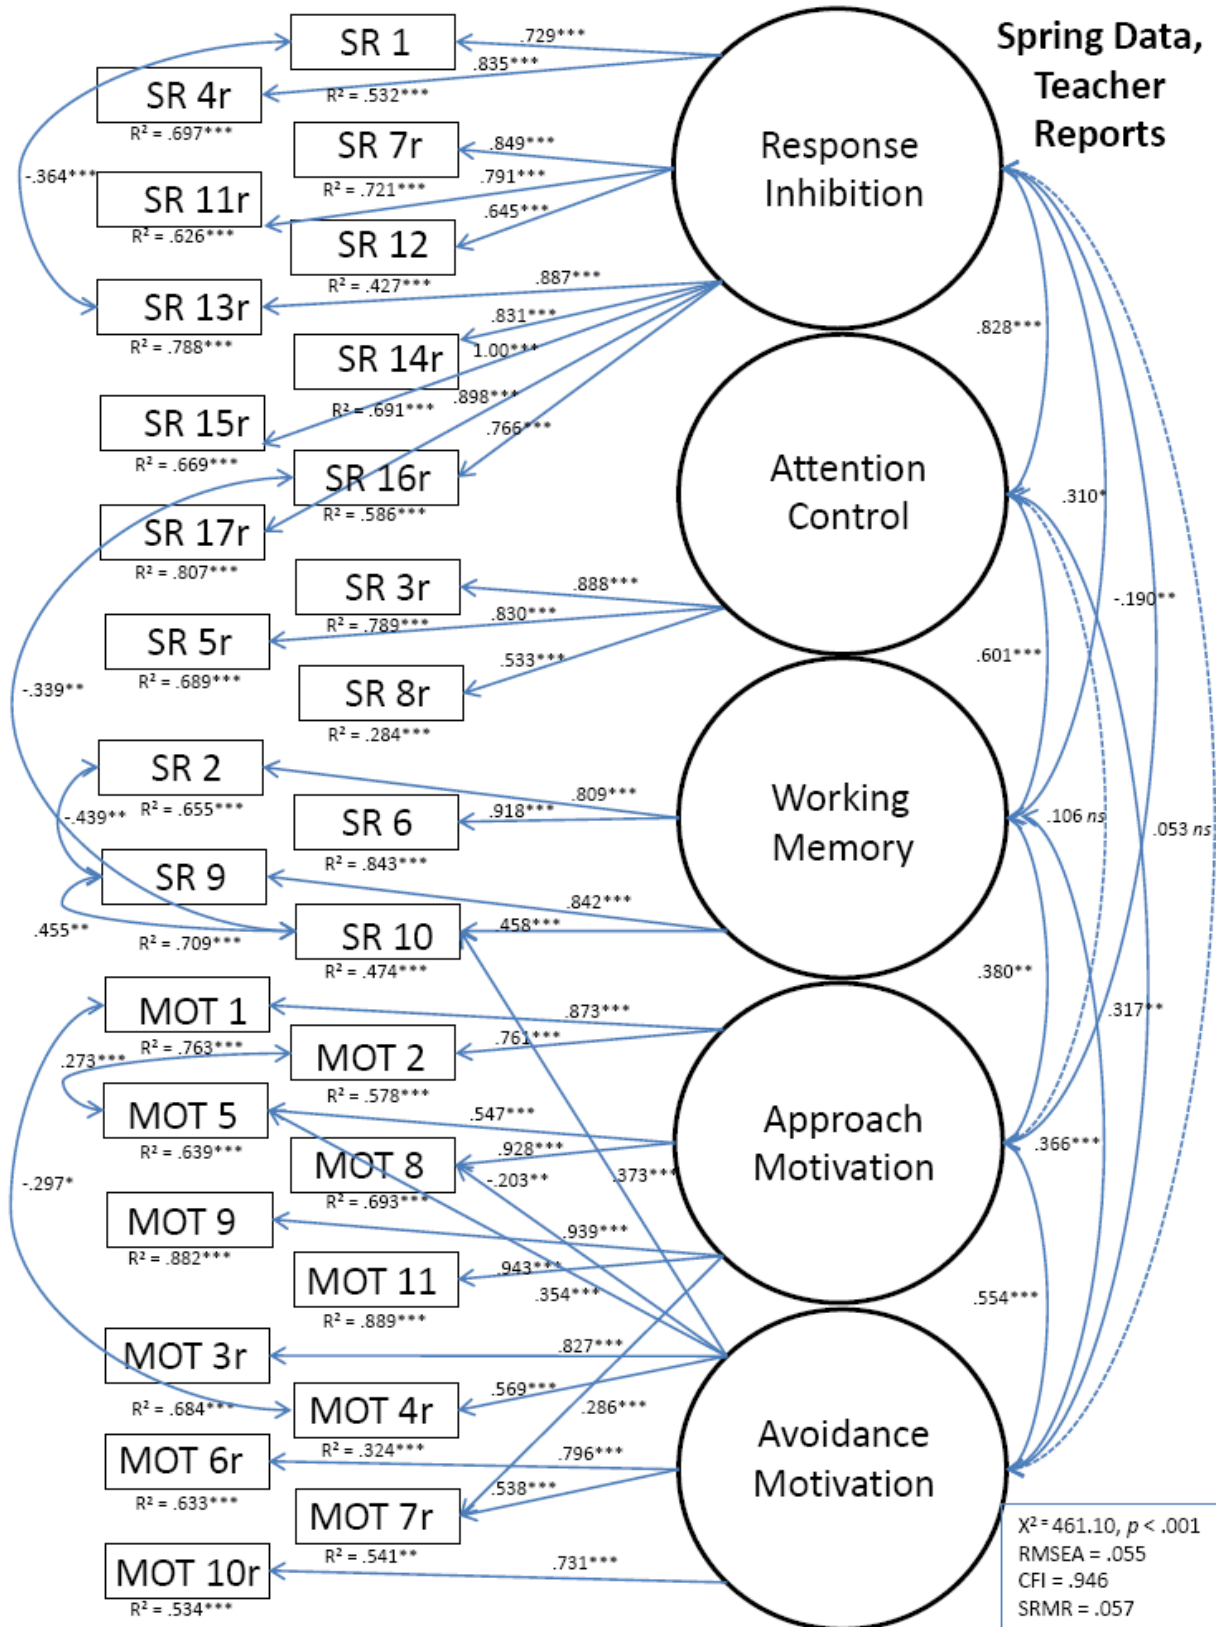 Spring Data,
Teacher
Reports
SR 1
.729***
.835***
R² = .532***
SR 4r
R² = .697***
SR 7r
.849***
R² = .721***
.791***
-.364***
SR 11r
R² = .626***
.645***
SR 12
R² = .427***
Response
Inhibition
.887***
SR 13r
R² = .788***
.831***
SR 14r
1.00***
R² = .691***
.898***
SR 15r
R² = .669***
.766***
SR 16r
R² = .586***
SR 17r
R² = .807***
.828***
Attention
Control
.310*
SR 3r
.888***
R² = .789***
.830***
SR 5r
R² = .689***
.533***
SR 8r
R² = .284***
-.190**
.601***
-.339**
SR 2
R² = .655***
.809***
-.439**
SR 6
.918***
R² = .843***
Working
Memory
.106 ns
.053 ns
SR 9
R² = .709***
.842***
.455**
SR 10
.458***
R² = .474***
.380**
.317**
MOT 1
R² = .763***
.873***
.273***
MOT 2
.761***
R² = .578***
MOT 5
R² = .639***
.547***
MOT 8
.928***
-.203**
R² = .693***
.373***
Approach
Motivation
.366***
-.297*
MOT 9
R² = .882***
.939***
MOT 11
.943***
R² = .889***
.354***
.554***
MOT 3r
R² = .684***
.827***
MOT 4r
.569***
R² = .324***
.286***
MOT 6r
R² = .633***
.796***
MOT 7r
.538***
R² = .541**
Avoidance
Motivation
MOT 10r
R² = .534***
.731***
X² = 461.10, p < .001
RMSEA = .055
CFI = .946
SRMR = .057